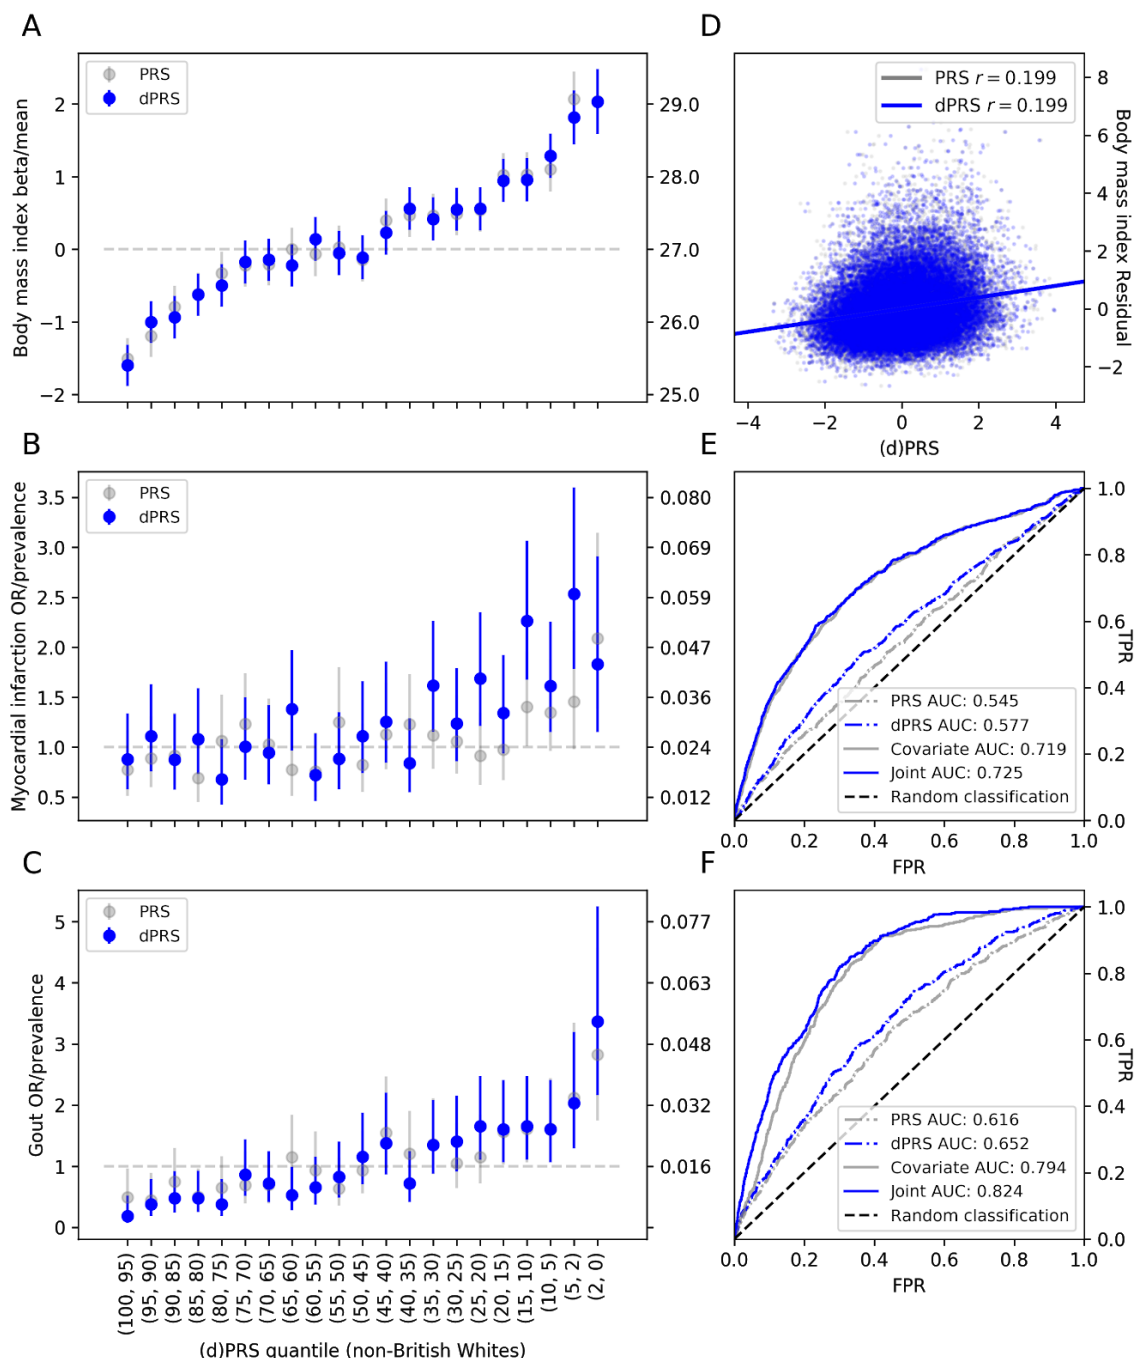 A
PRS
dPRS
Body mass index beta/mean
2
1
0
−1
−2
29.0
28.0
27.0
26.0
25.0
D
PRS r = 0.199
dPRS r = 0.199
8
6
4
2
0
−2
Body mass index Residual
−4
−2
0
2
4
(d)PRS
B
PRS
dPRS
Myocardial infarction OR/prevalence
3.5
3.0
2.5
2.0
1.5
1.0
0.5
0.080
0.069
0.059
0.047
0.036
0.024
0.012
E
PRS AUC: 0.545
dPRS AUC: 0.577
Covariate AUC: 0.719
Joint AUC: 0.725
Random classification
1.0
0.8
0.6
0.4
0.2
0.0
TPR
0.0
0.2
0.4
0.6
0.8
1.0
FPR
C
PRS
dPRS
Gout OR/prevalence
5
4
3
2
1
0
0.077
0.063
0.048
0.032
0.016
(100, 95)
(95, 90)
(90, 85)
(85, 80)
(80, 75)
(75, 70)
(70, 65)
(65, 60)
(60, 55)
(55, 50)
(50, 45)
(45, 40)
(40, 35)
(35, 30)
(30, 25)
(25, 20)
(20, 15)
(15, 10)
(10, 5)
(5, 2)
(2, 0)
(d)PRS quantile (non-British Whites)
F
PRS AUC: 0.616
dPRS AUC: 0.652
Covariate AUC: 0.794
Joint AUC: 0.824
Random classification
1.0
0.8
0.6
0.4
0.2
0.0
TPR
0.0
0.2
0.4
0.6
0.8
1.0
FPR